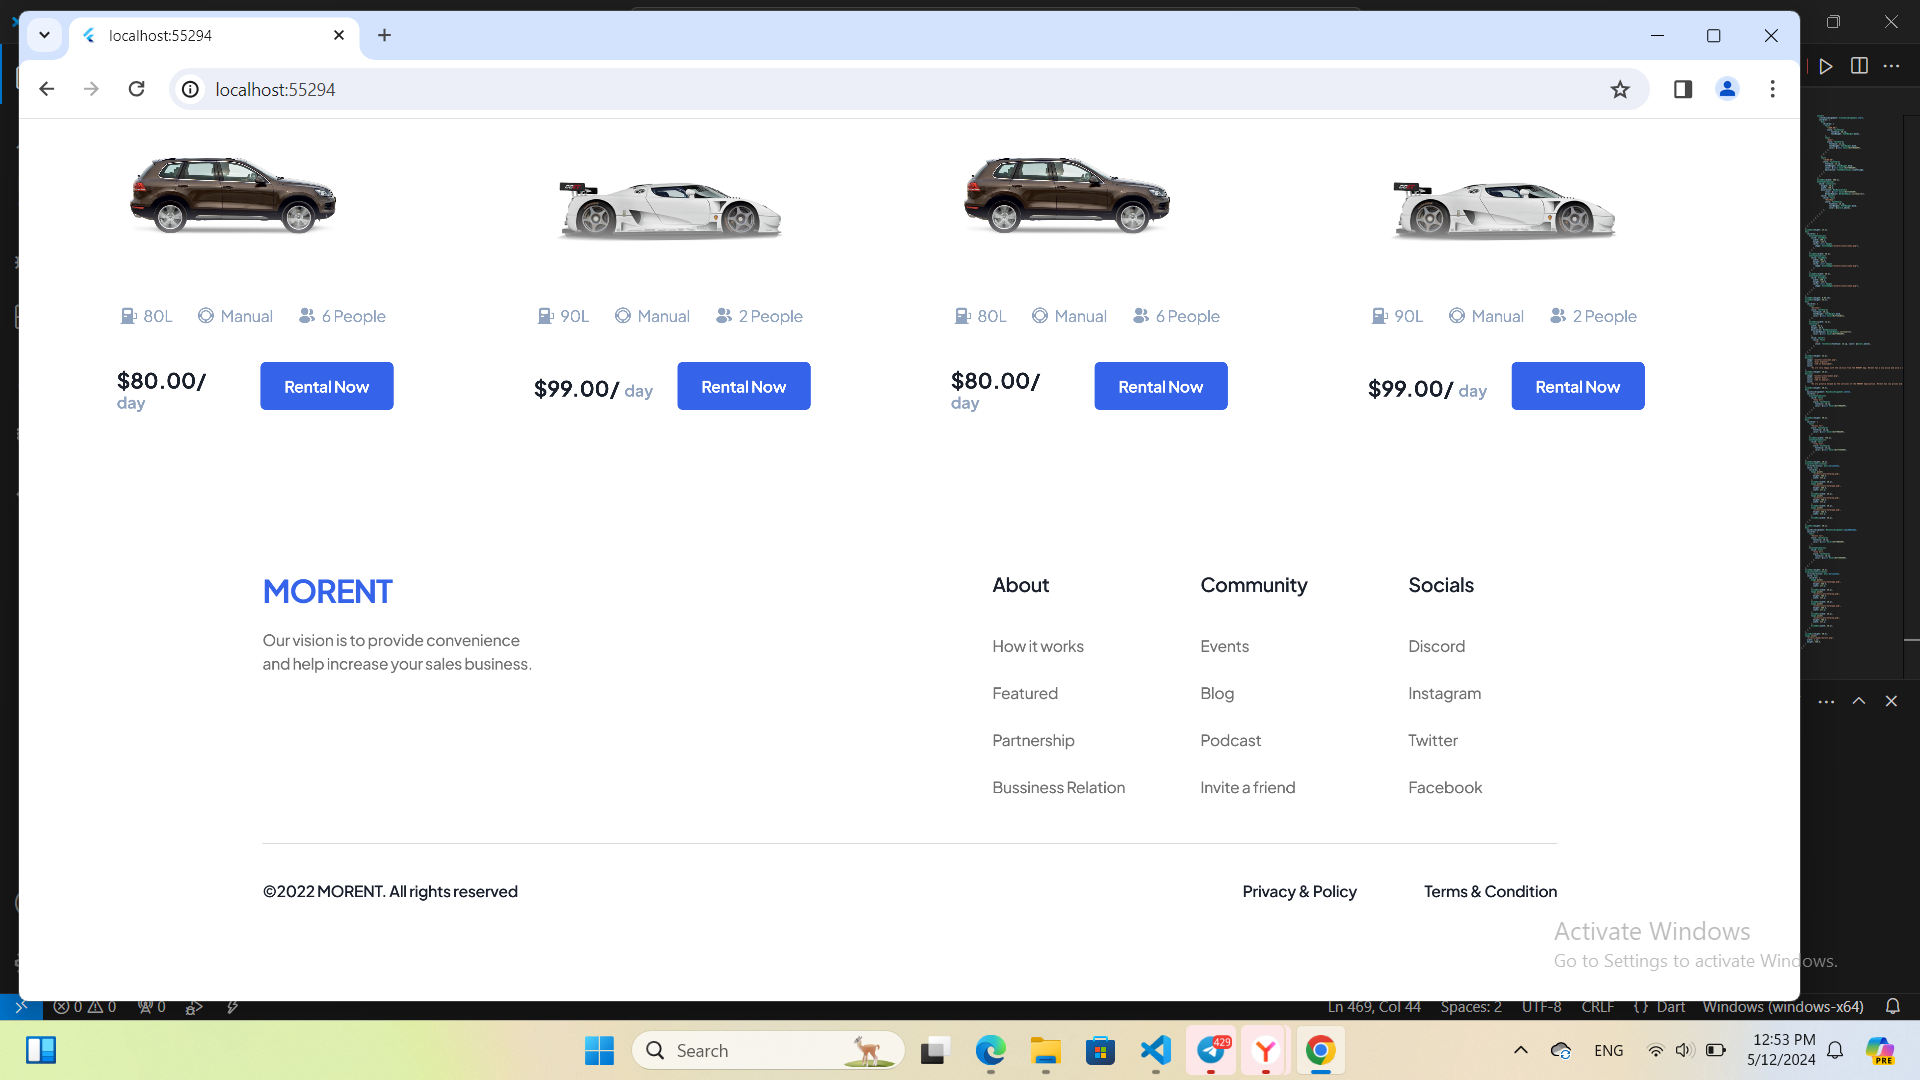 localhost:55294
localhost:55294
80L Manual 6 People
90L Manual 2 People
80L Manual 6 People
90L Manual 2 People
$80.00/ day
Rental Now
$99.00/ day
Rental Now
$80.00/ day
Rental Now
$99.00/ day
Rental Now
MORENT
Our vision is to provide convenience
and help increase your sales business.
About
How it works
Featured
Partnership
Bussiness Relation
Community
Events
Blog
Podcast
Invite a friend
Socials
Discord
Instagram
Twitter
Facebook
©2022 MORENT. All rights reserved
Privacy & Policy
Terms & Condition
Activate Windows
Go to Settings to activate Windows.
0 0 0
Ln 469, Col 44
Spaces: 2
UTF-8
CRLF
{ } Dart
Windows (windows-x64)
Search
429
ENG
12:53 PM
5/12/2024
PRE